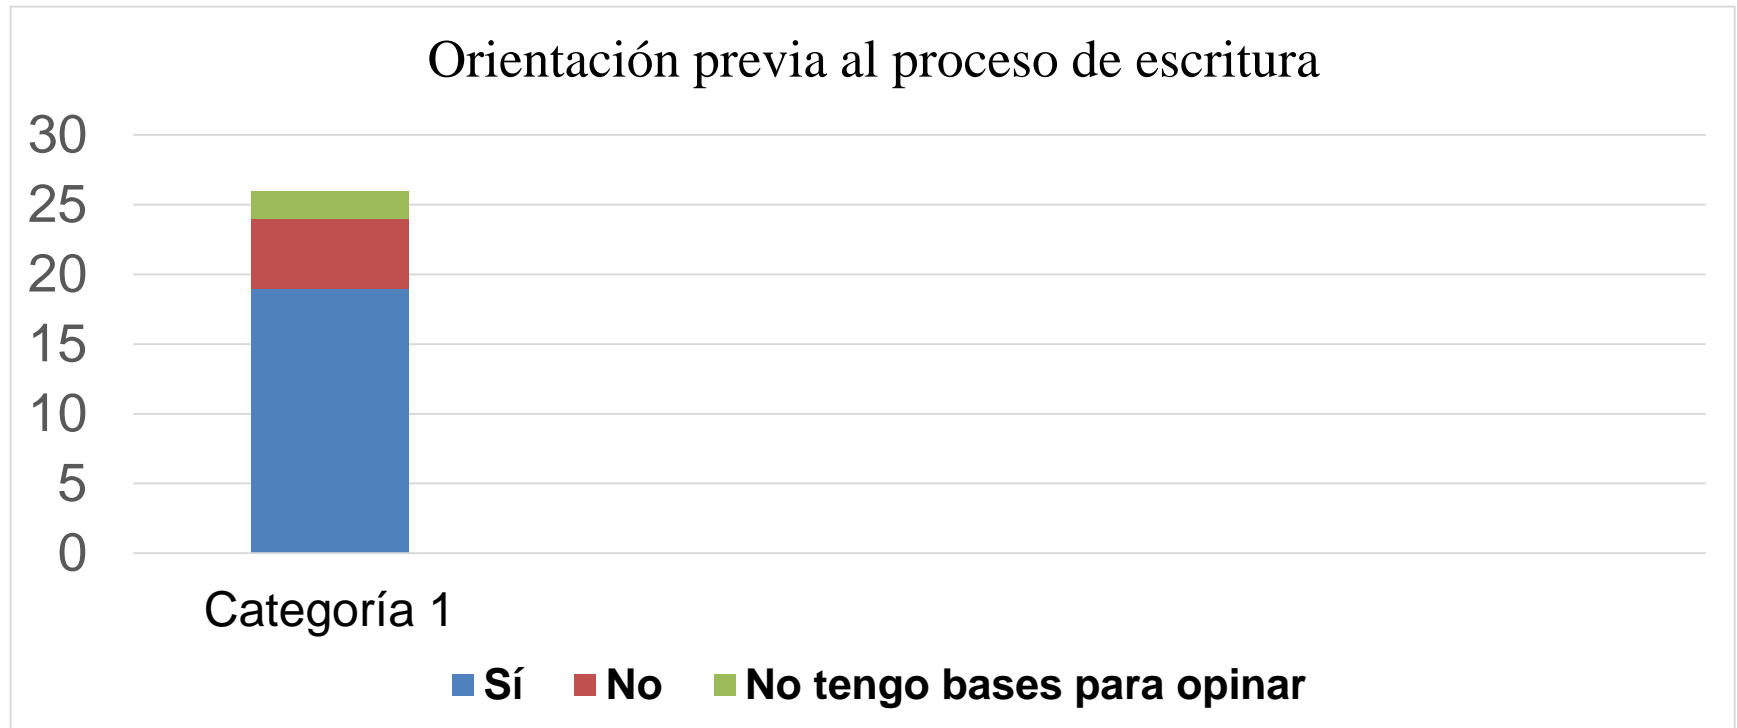 Orientación previa al proceso de escritura
30
25
20
15
10
5
0
Categoría 1
Sí No No tengo bases para opinar